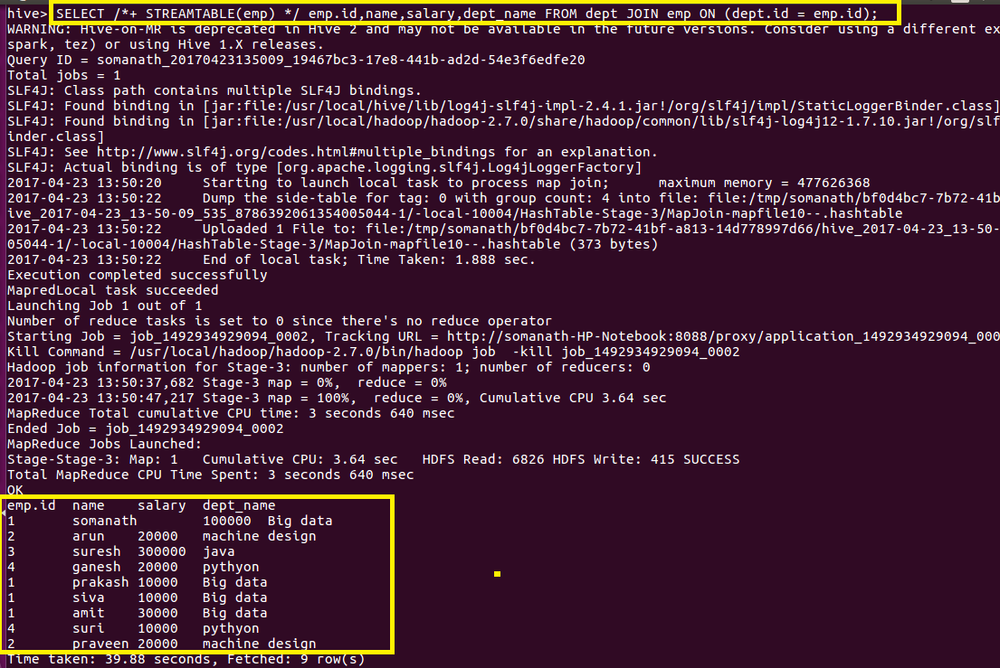 hive> SELECT /*+ STREAMTABLE(emp) */ emp.id,name,salary,dept_name FROM dept JOIN emp ON (dept.id = emp.id);
WARNING: Hive-on-MR is deprecated in Hive 2 and may not be available in the future versions. Consider using a different ex
spark, tez) or using Hive 1.X releases.
Query ID = somanath_20170423135009_19467bc3-17e8-441b-ad2d-54e3f6edfe20
Total jobs = 1
SLF4J: Class path contains multiple SLF4J bindings.
SLF4J: Found binding in [jar:file:/usr/local/hive/lib/log4j-slf4j-impl-2.4.1.jar!/org/slf4j/impl/StaticLoggerBinder.class]
SLF4J: Found binding in [jar:file:/usr/local/hadoop/hadoop-2.7.0/share/hadoop/common/lib/slf4j-log4j12-1.7.10.jar!/org/slf
inder.class]
SLF4J: See http://www.slf4j.org/codes.html#multiple_bindings for an explanation.
SLF4J: Actual binding is of type [org.apache.logging.slf4j.Log4jLoggerFactory]
2017-04-23 13:50:20 Starting to launch local task to process map join; maximum memory = 477626368
2017-04-23 13:50:22 Dump the side-table for tag: 0 with group count: 4 into file: file:/tmp/somanath/bf0d4bc7-7b72-41b
ive_2017-04-23_13-50-09_535_8786392061354005044-1/-local-10004/HashTable-Stage-3/MapJoin-mapfile10--.hashtable
2017-04-23 13:50:22 Uploaded 1 File to: file:/tmp/somanath/bf0d4bc7-7b72-41bf-a813-14d778997d66/hive_2017-04-23_13-50-
05044-1/-local-10004/HashTable-Stage-3/MapJoin-mapfile10--.hashtable (373 bytes)
2017-04-23 13:50:22 End of local task; Time Taken: 1.888 sec.
Execution completed successfully
MapredLocal task succeeded
Launching Job 1 out of 1
Number of reduce tasks is set to 0 since there's no reduce operator
Starting Job = job_1492934929094_0002, Tracking URL = http://somanath-HP-Notebook:8088/proxy/application_1492934929094_000
Kill Command = /usr/local/hadoop/hadoop-2.7.0/bin/hadoop job  -kill job_1492934929094_0002
Hadoop job information for Stage-3: number of mappers: 1; number of reducers: 0
2017-04-23 13:50:37,682 Stage-3 map = 0%,  reduce = 0%
2017-04-23 13:50:47,217 Stage-3 map = 100%,  reduce = 0%, Cumulative CPU 3.64 sec
MapReduce Total cumulative CPU time: 3 seconds 640 msec
Ended Job = job_1492934929094_0002
MapReduce Jobs Launched:
Stage-Stage-3: Map: 1   Cumulative CPU: 3.64 sec   HDFS Read: 6826 HDFS Write: 415 SUCCESS
Total MapReduce CPU Time Spent: 3 seconds 640 msec
OK
emp.id name salary dept_name
1 somanath 100000 Big data
2 arun 20000 machine design
3 suresh 300000 java
4 ganesh 20000 pythyon
1 prakash 10000 Big data
1 siva 10000 Big data
1 amit 30000 Big data
4 suri 10000 pythyon
2 praveen 20000 machine design
Time taken: 39.88 seconds, Fetched: 9 row(s)